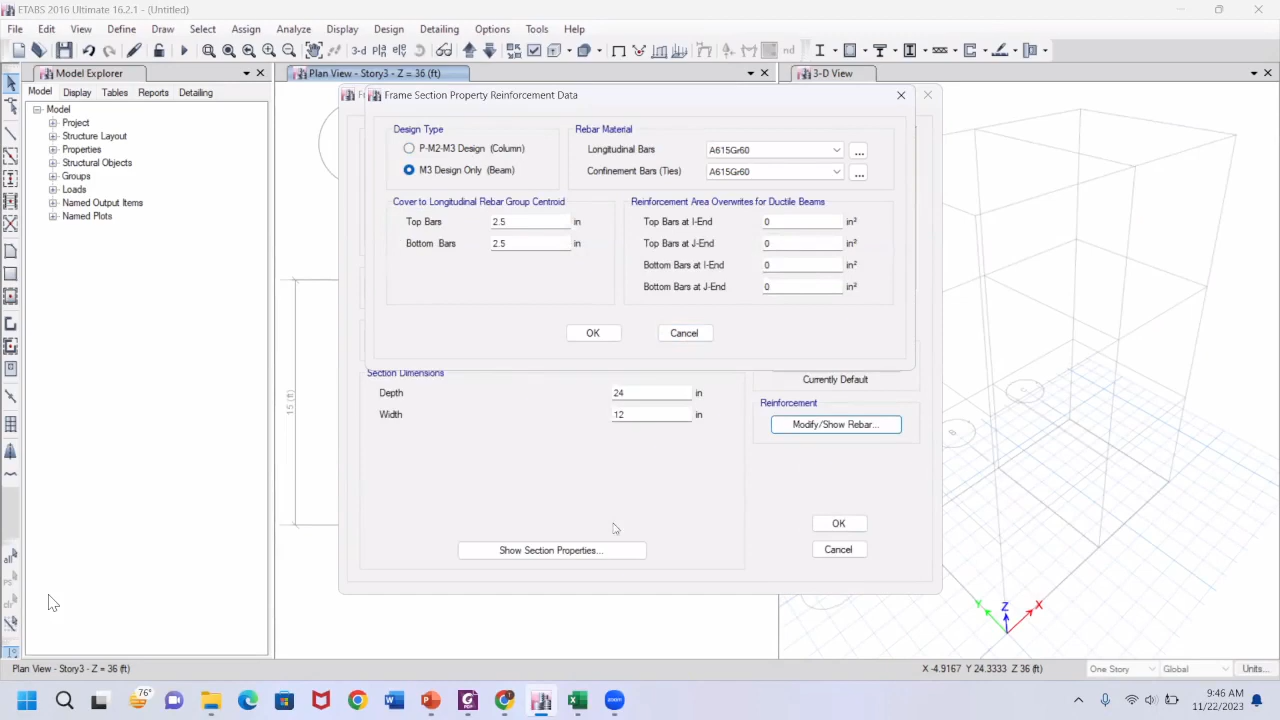 ETABS 2016 Ultimate 16.2.1 - (Untitled)
File Edit View Define Draw Select Assign Analyze Display Design Detailing Options Tools Help
3-d nd
Model Explorer
Plan View - Story3 - Z = 36 (ft)
3-D View
Model Display Tables Reports Detailing
Model
Project
Structure Layout
Properties
Structural Objects
Groups
Loads
Named Output Items
Named Plots
all
clr
15 (ft)
Frame Section Property Reinforcement Data
Design Type
P-M2-M3 Design (Column)
M3 Design Only (Beam)
Rebar Material
Longitudinal Bars A615Gr60 ...
Confinement Bars (Ties) A615Gr60 ...
Cover to Longitudinal Rebar Group Centroid
Top Bars 2.5 in
Bottom Bars 2.5 in
Reinforcement Area Overwrites for Ductile Beams
Top Bars at I-End 0 in²
Top Bars at J-End 0 in²
Bottom Bars at I-End 0 in²
Bottom Bars at J-End 0 in²
OK Cancel
Section Dimensions
Depth 24 in
Width 12 in
Show Section Properties...
Currently Default
Reinforcement
Modify/Show Rebar...
OK
Cancel
Y Z X
Plan View - Story3 - Z = 36 (ft)
X -4.9167 Y 24.3333 Z 36 (ft)
One Story Global Units...
76°
zoom
9:46 AM
11/22/2023